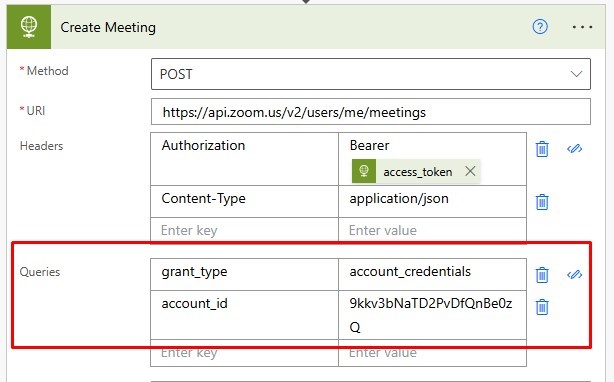 Create Meeting
* Method
POST
* URI
https://api.zoom.us/v2/users/me/meetings
Headers
Authorization
Bearer
access_token
Content-Type
application/json
Enter key
Enter value
Queries
grant_type
account_credentials
account_id
9kkv3bNaTD2PvDfQnBe0z
Q
Enter key
Enter value